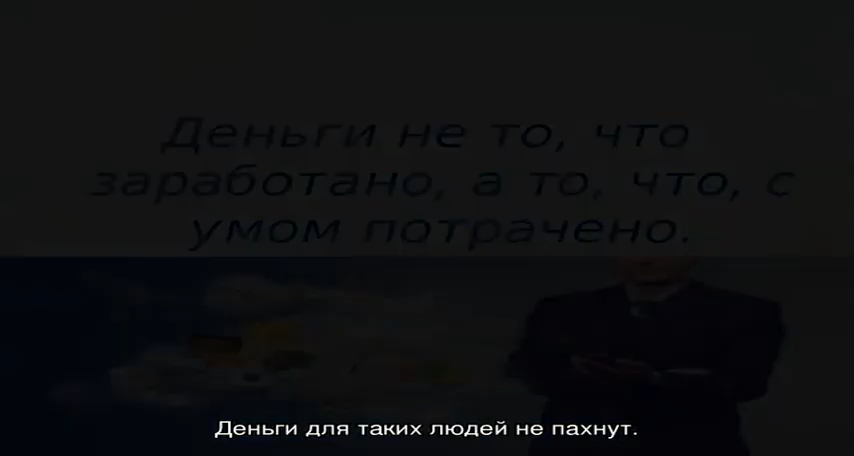 Деньги не то, что
заработано, а то, что, с
умом потрачено.
Деньги для таких людей не пахнут.